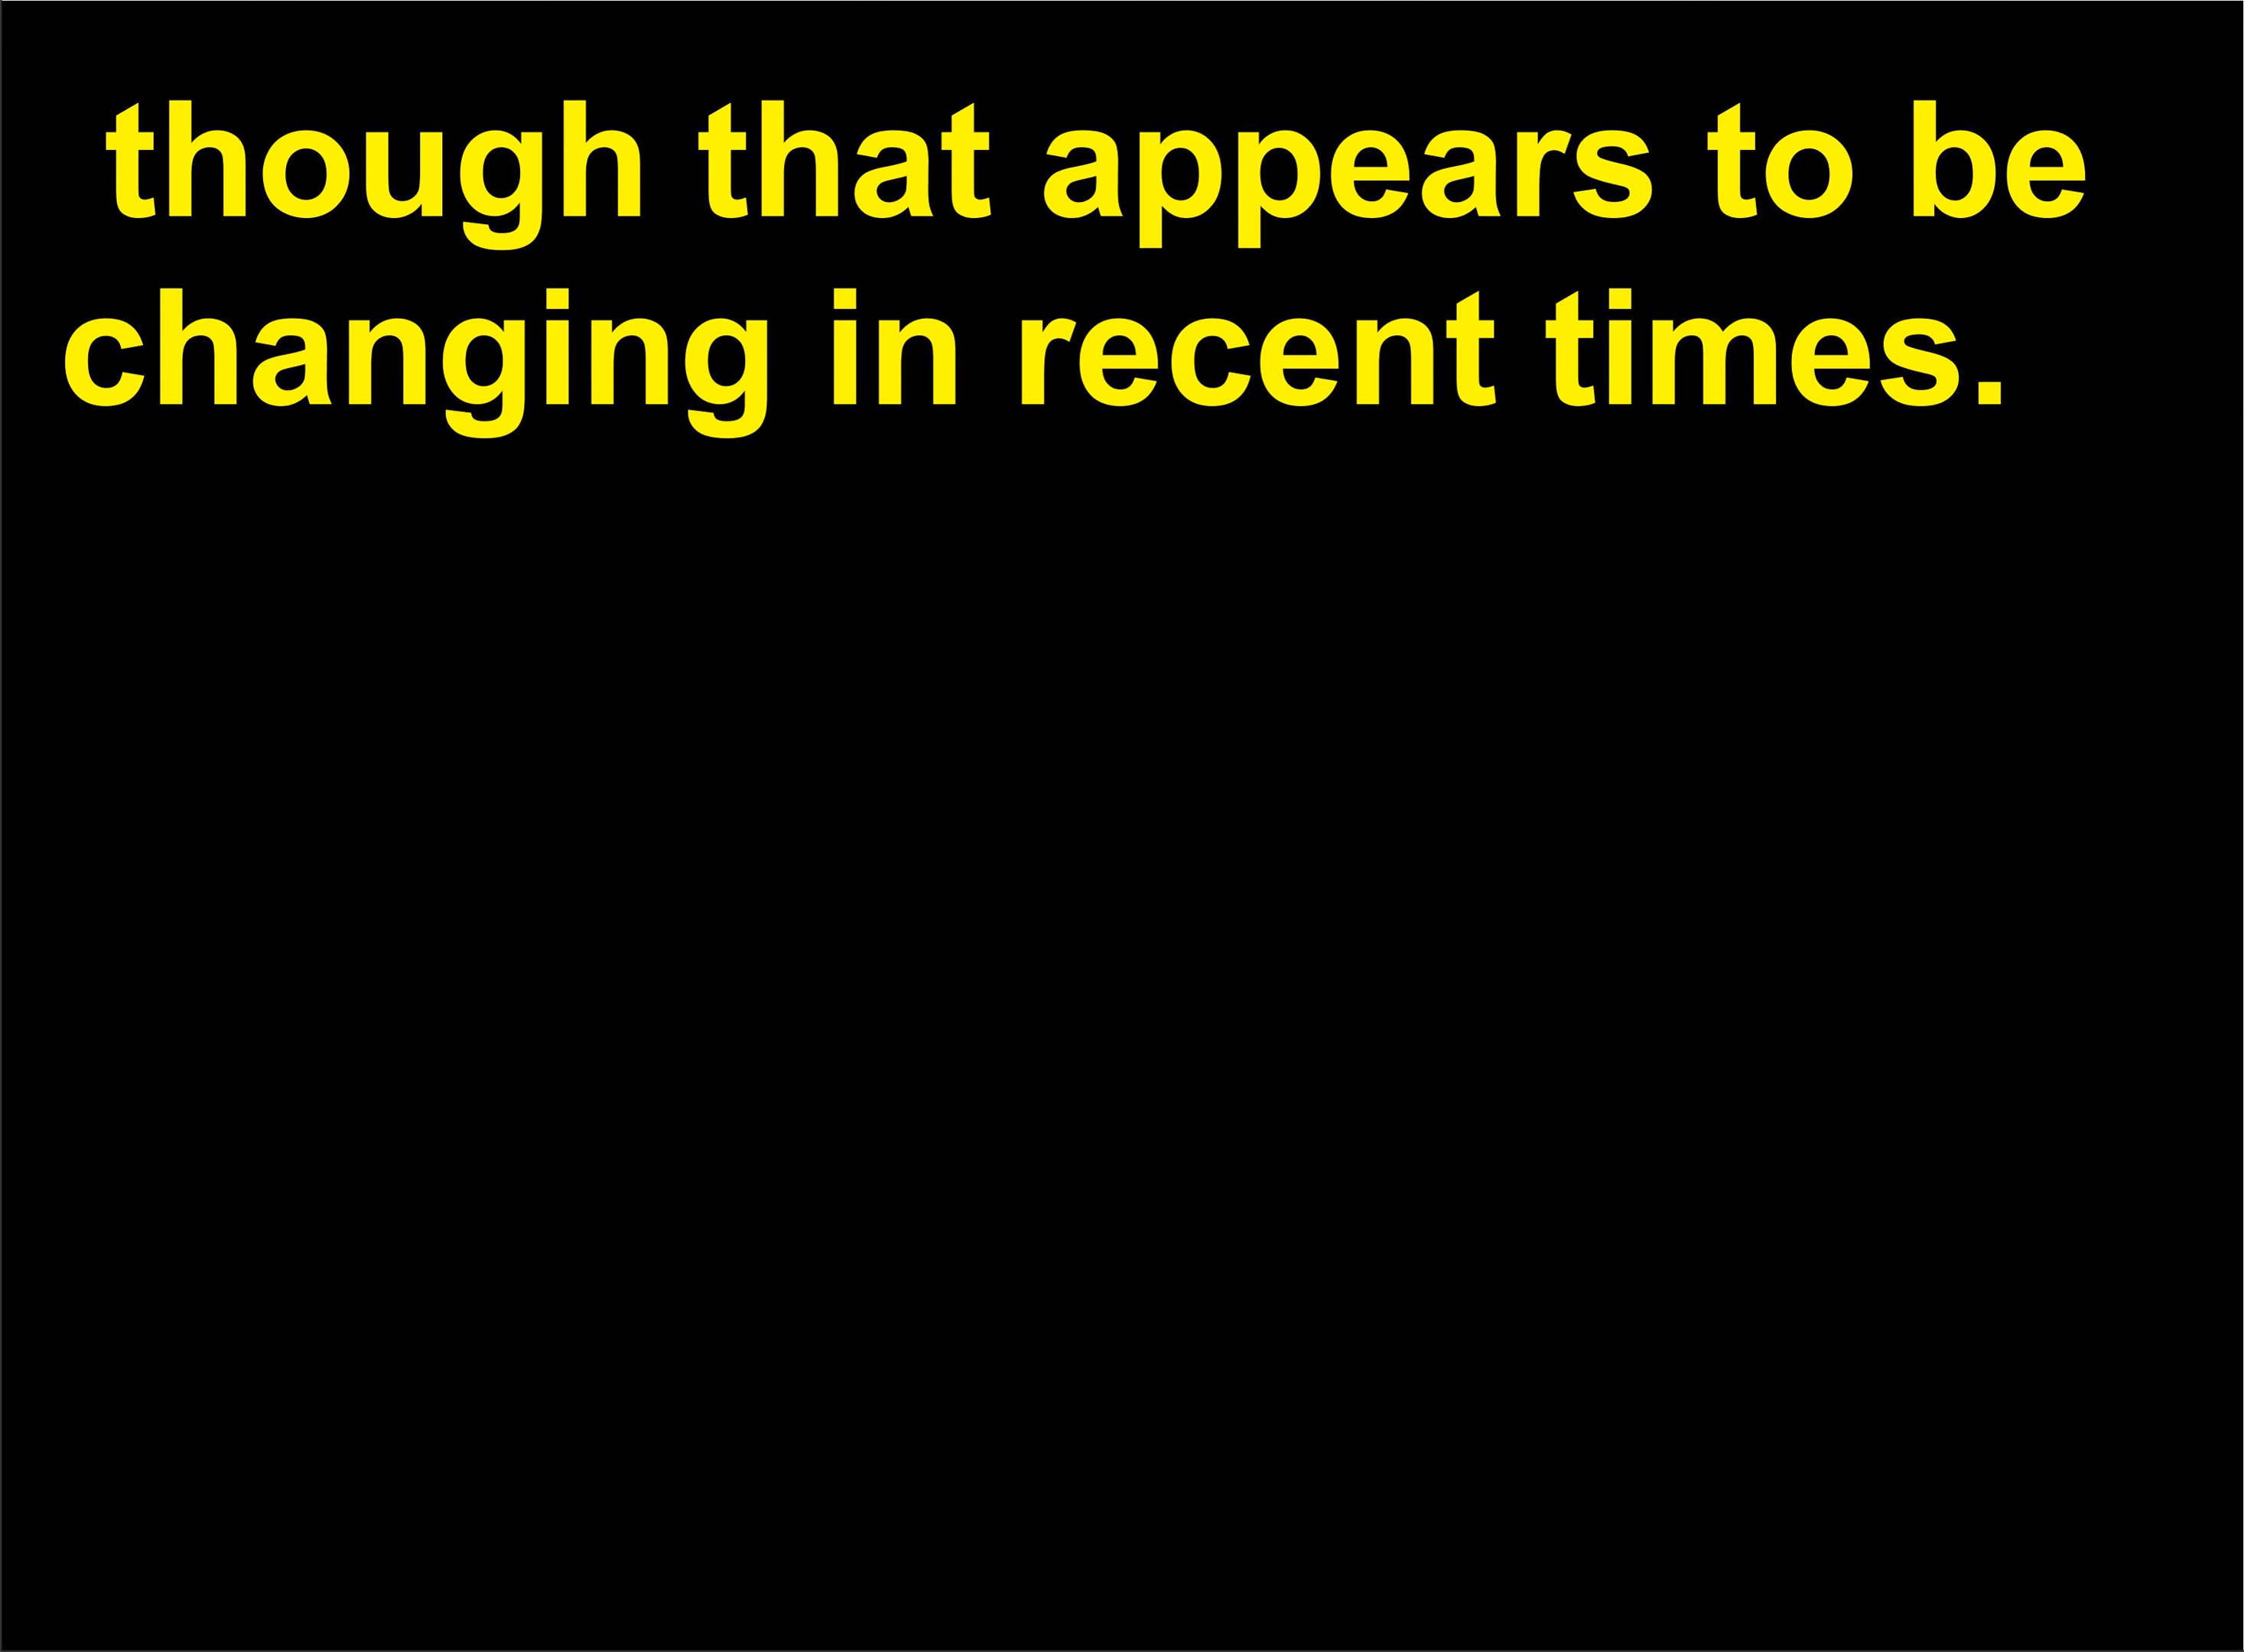 though that appears to be
changing in recent times.